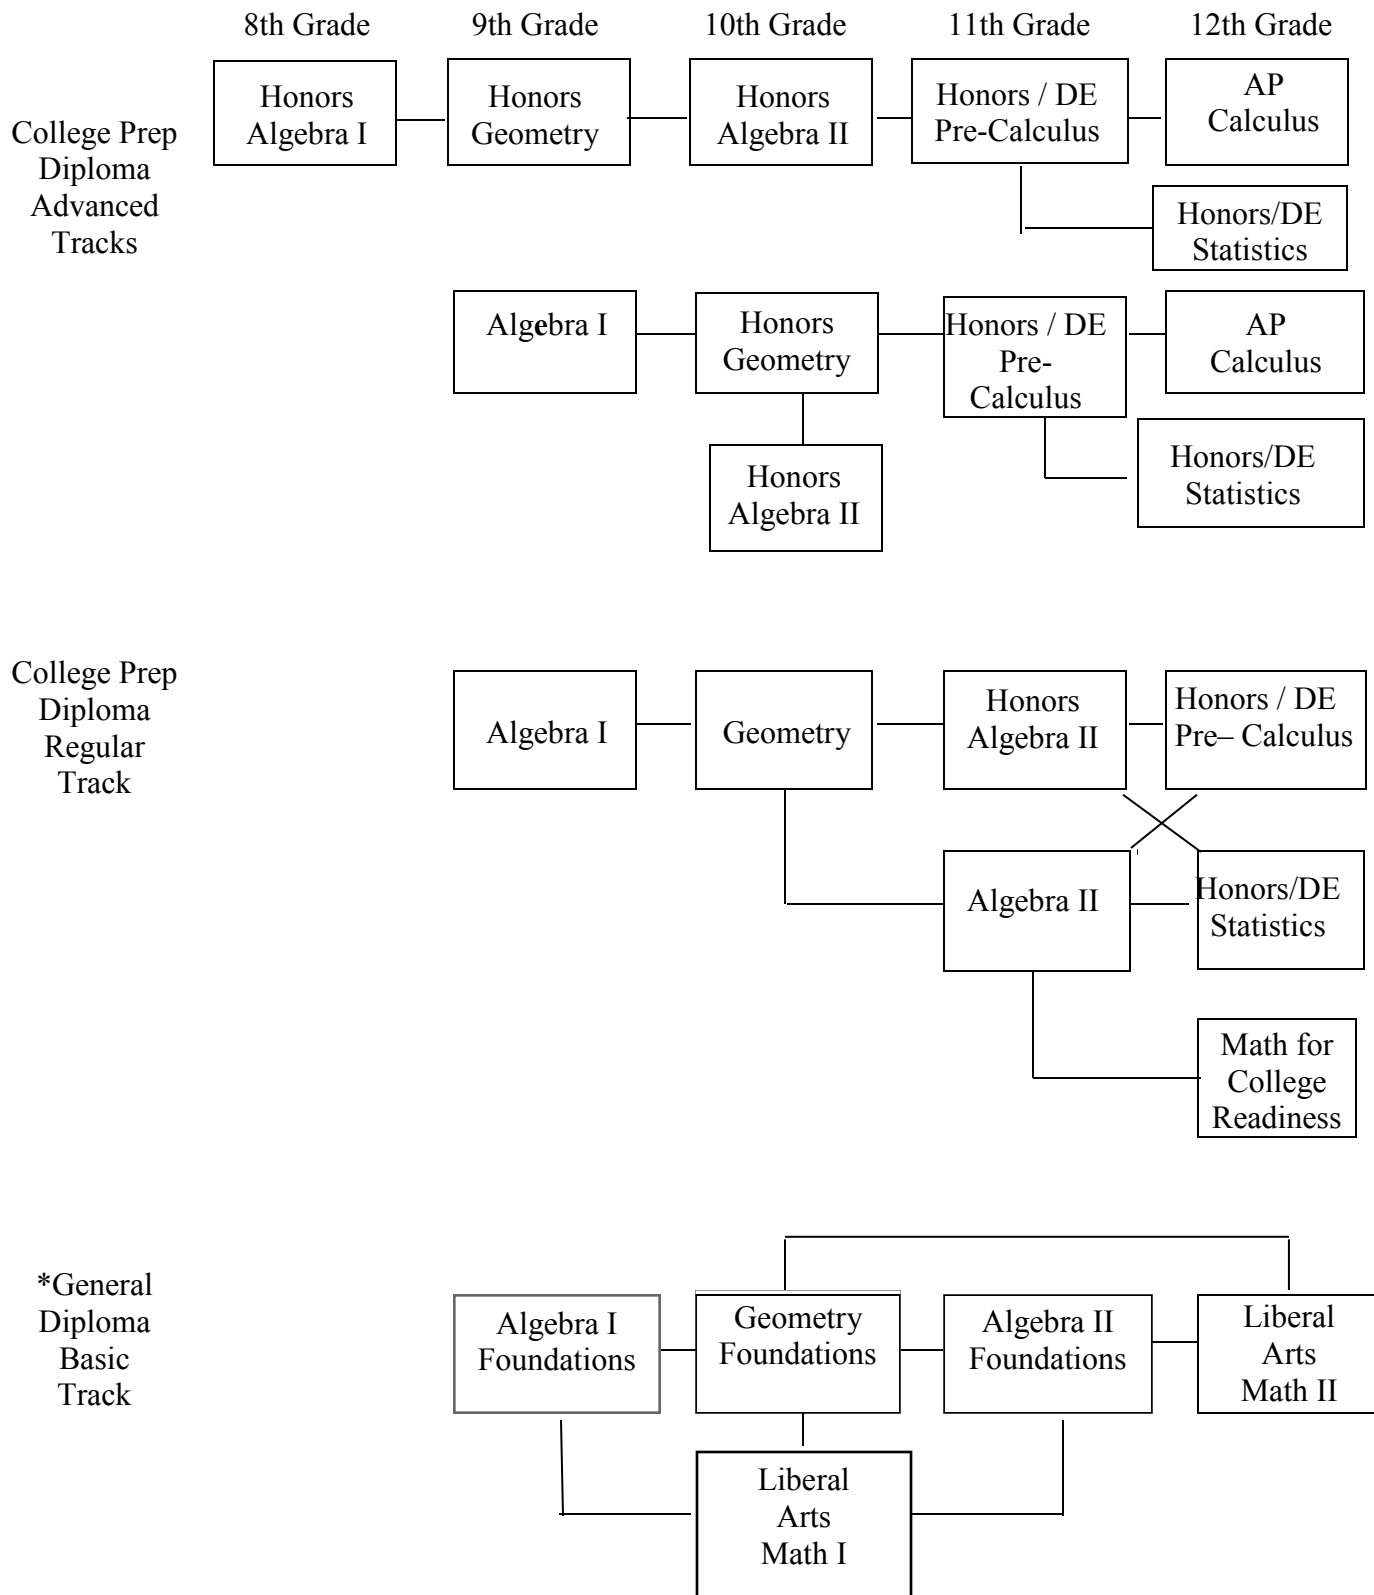 8th Grade 9th Grade 10th Grade 11th Grade 12th Grade
College Prep
Diploma
Advanced
Tracks
Honors
Algebra I
Honors
Geometry
Honors
Algebra II
Honors / DE
Pre-Calculus
AP
Calculus
Honors/DE
Statistics
Algebra I
Honors
Geometry
Honors / DE
Pre-
Calculus
AP
Calculus
Honors
Algebra II
Honors/DE
Statistics
College Prep
Diploma
Regular
Track
Algebra I
Geometry
Honors
Algebra II
Honors / DE
Pre– Calculus
Algebra II
Honors/DE
Statistics
Math for
College
Readiness
*General
Diploma
Basic
Track
Algebra I
Foundations
Geometry
Foundations
Algebra II
Foundations
Liberal
Arts
Math II
Liberal
Arts
Math I